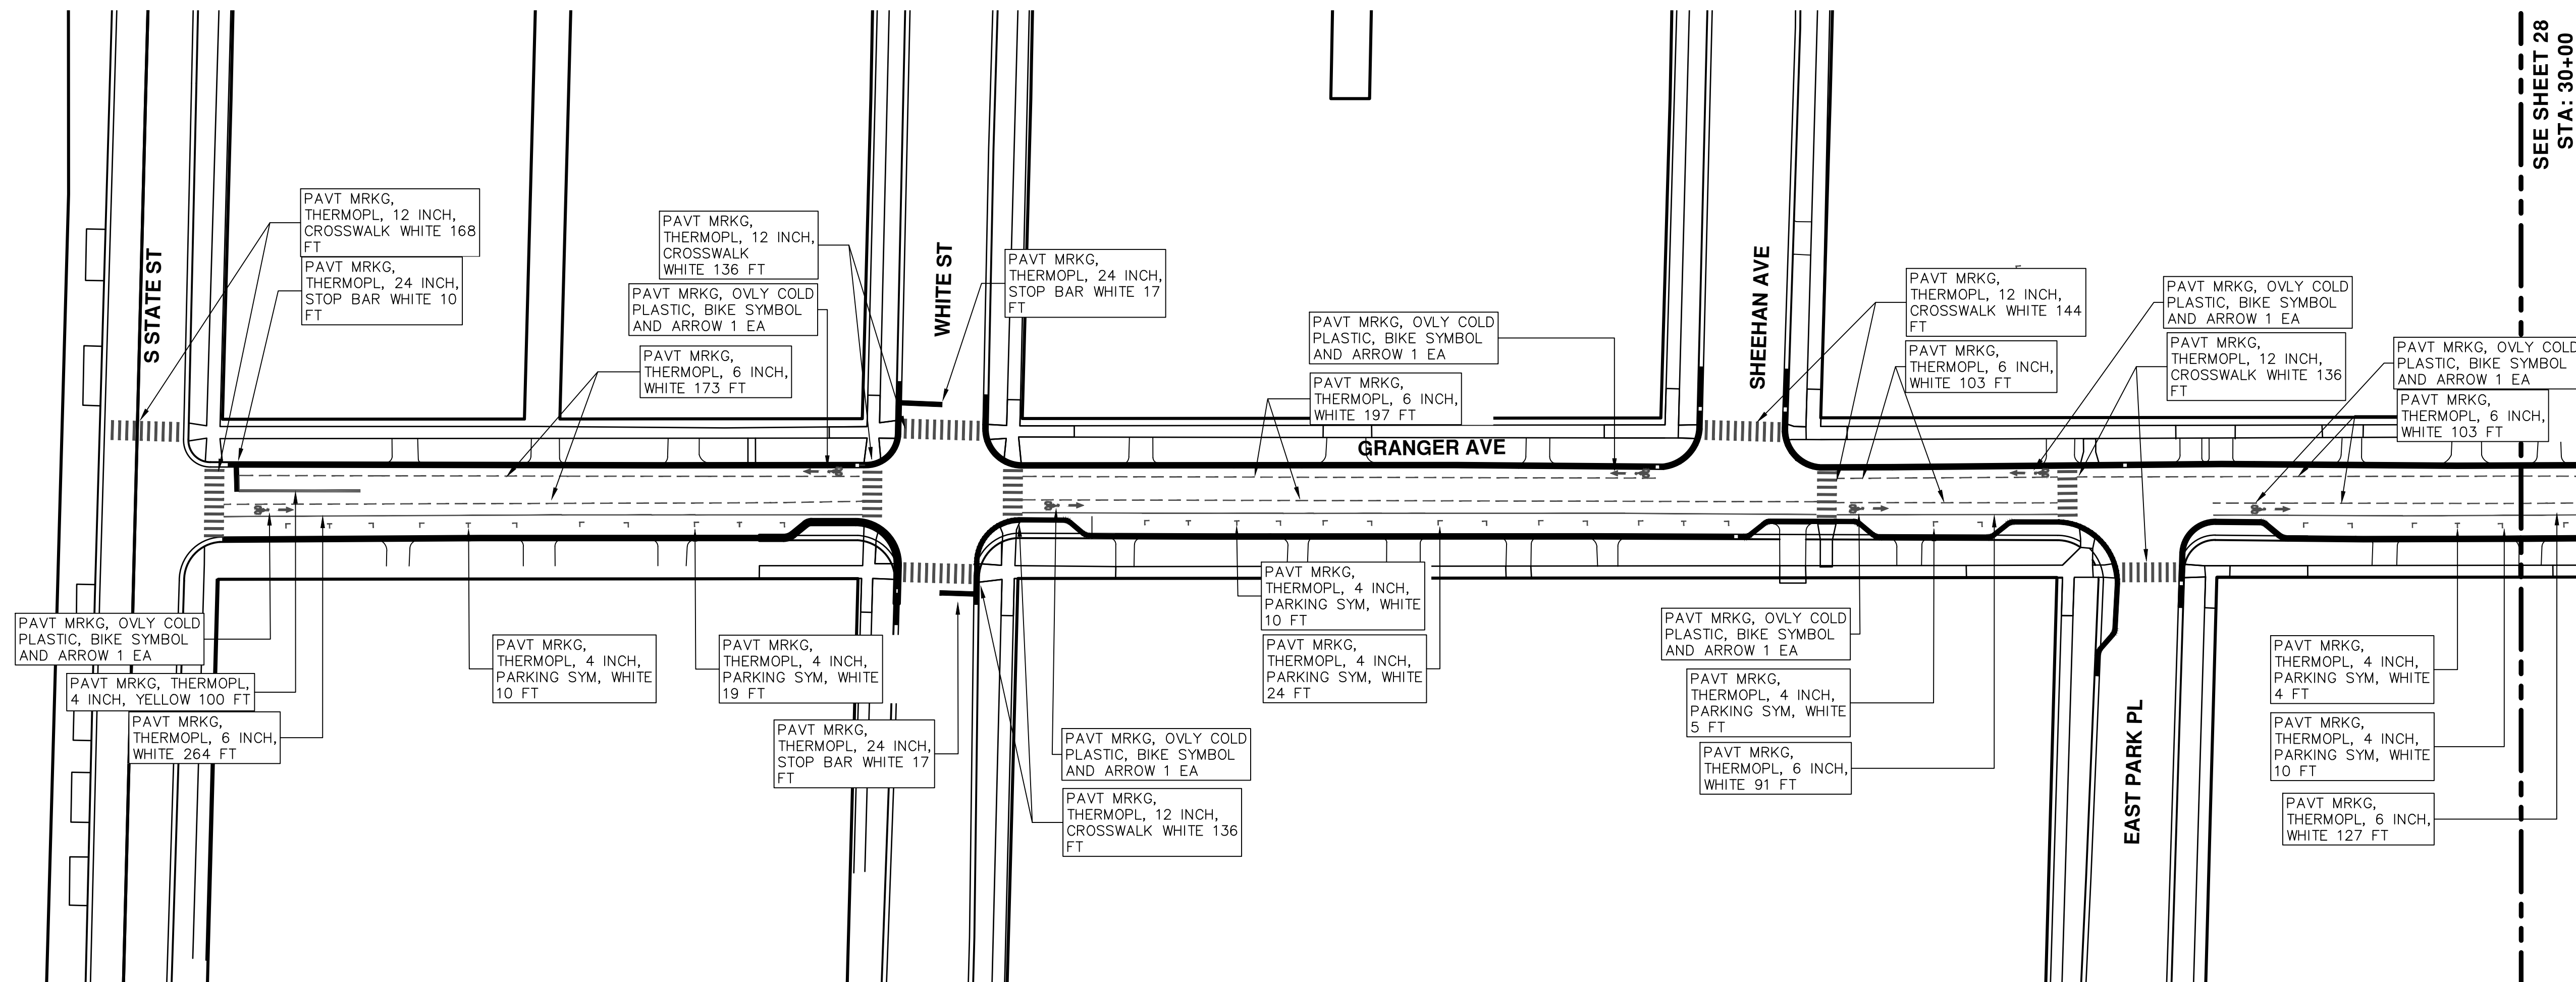 SEE SHEET 28
STA: 30+00
S STATE ST
WHITE ST
SHEEHAN AVE
GRANGER AVE
EAST PARK PL
PAVT MRKG,
THERMOPL, 12 INCH,
CROSSWALK WHITE 168
FT
PAVT MRKG,
THERMOPL, 24 INCH,
STOP BAR WHITE 10
FT
PAVT MRKG,
THERMOPL, 12 INCH,
CROSSWALK
WHITE 136 FT
PAVT MRKG, OVLY COLD
PLASTIC, BIKE SYMBOL
AND ARROW 1 EA
PAVT MRKG,
THERMOPL, 6 INCH,
WHITE 173 FT
PAVT MRKG,
THERMOPL, 24 INCH,
STOP BAR WHITE 17
FT
PAVT MRKG, OVLY COLD
PLASTIC, BIKE SYMBOL
AND ARROW 1 EA
PAVT MRKG,
THERMOPL, 6 INCH,
WHITE 197 FT
PAVT MRKG,
THERMOPL, 12 INCH,
CROSSWALK WHITE 144
FT
PAVT MRKG,
THERMOPL, 6 INCH,
WHITE 103 FT
PAVT MRKG, OVLY COLD
PLASTIC, BIKE SYMBOL
AND ARROW 1 EA
PAVT MRKG,
THERMOPL, 12 INCH,
CROSSWALK WHITE 136
FT
PAVT MRKG, OVLY COLD
PLASTIC, BIKE SYMBOL
AND ARROW 1 EA
PAVT MRKG,
THERMOPL, 6 INCH,
WHITE 103 FT
PAVT MRKG, OVLY COLD
PLASTIC, BIKE SYMBOL
AND ARROW 1 EA
PAVT MRKG, THERMOPL,
4 INCH, YELLOW 100 FT
PAVT MRKG,
THERMOPL, 6 INCH,
WHITE 264 FT
PAVT MRKG,
THERMOPL, 4 INCH,
PARKING SYM, WHITE
10 FT
PAVT MRKG,
THERMOPL, 4 INCH,
PARKING SYM, WHITE
19 FT
PAVT MRKG,
THERMOPL, 24 INCH,
STOP BAR WHITE 17
FT
PAVT MRKG, OVLY COLD
PLASTIC, BIKE SYMBOL
AND ARROW 1 EA
PAVT MRKG,
THERMOPL, 12 INCH,
CROSSWALK WHITE 136
FT
PAVT MRKG,
THERMOPL, 4 INCH,
PARKING SYM, WHITE
10 FT
PAVT MRKG,
THERMOPL, 4 INCH,
PARKING SYM, WHITE
24 FT
PAVT MRKG, OVLY COLD
PLASTIC, BIKE SYMBOL
AND ARROW 1 EA
PAVT MRKG,
THERMOPL, 4 INCH,
PARKING SYM, WHITE
5 FT
PAVT MRKG,
THERMOPL, 6 INCH,
WHITE 91 FT
PAVT MRKG,
THERMOPL, 4 INCH,
PARKING SYM, WHITE
4 FT
PAVT MRKG,
THERMOPL, 4 INCH,
PARKING SYM, WHITE
10 FT
PAVT MRKG,
THERMOPL, 6 INCH,
WHITE 127 FT